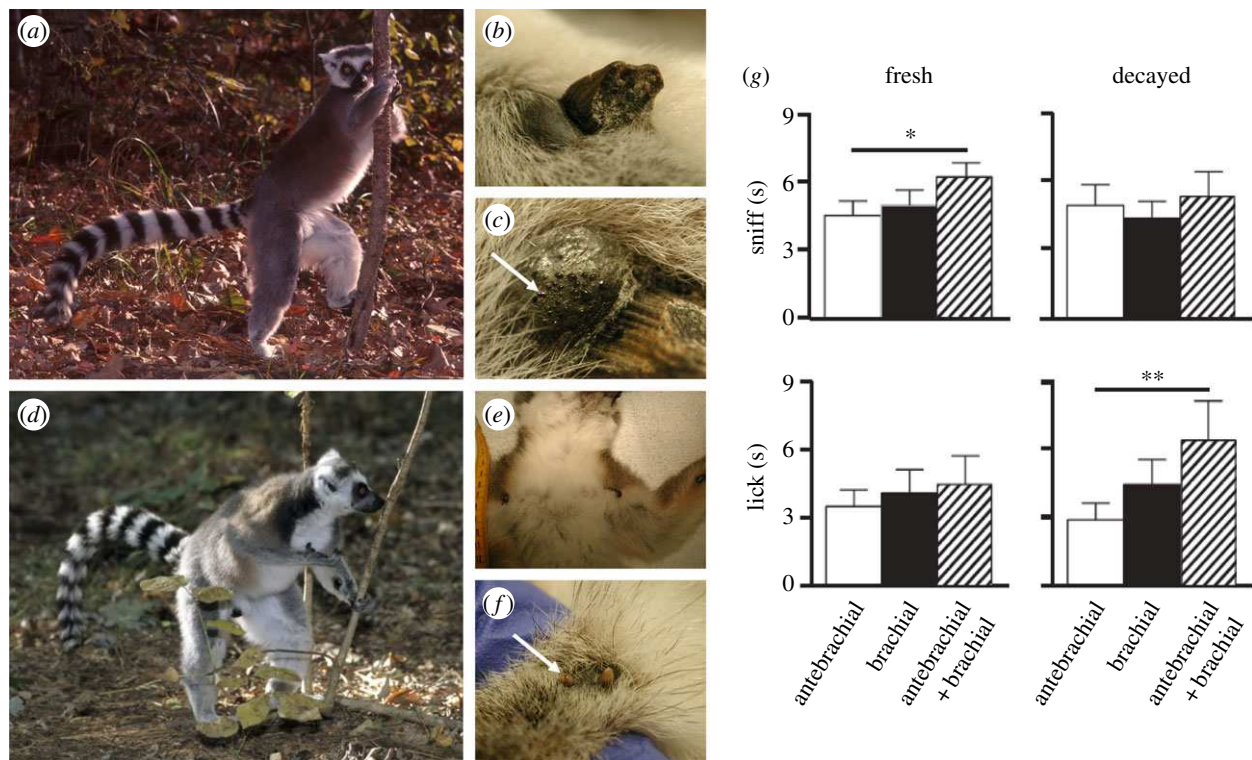 (a)
(b)
(c)
(d)
(e)
(f)
(g)
fresh
decayed
sniff (s)
9
6
3
0
*
lick (s)
9
6
3
0
**
antebrachial
brachial
antebrachial
+ brachial
antebrachial
brachial
antebrachial
+ brachial